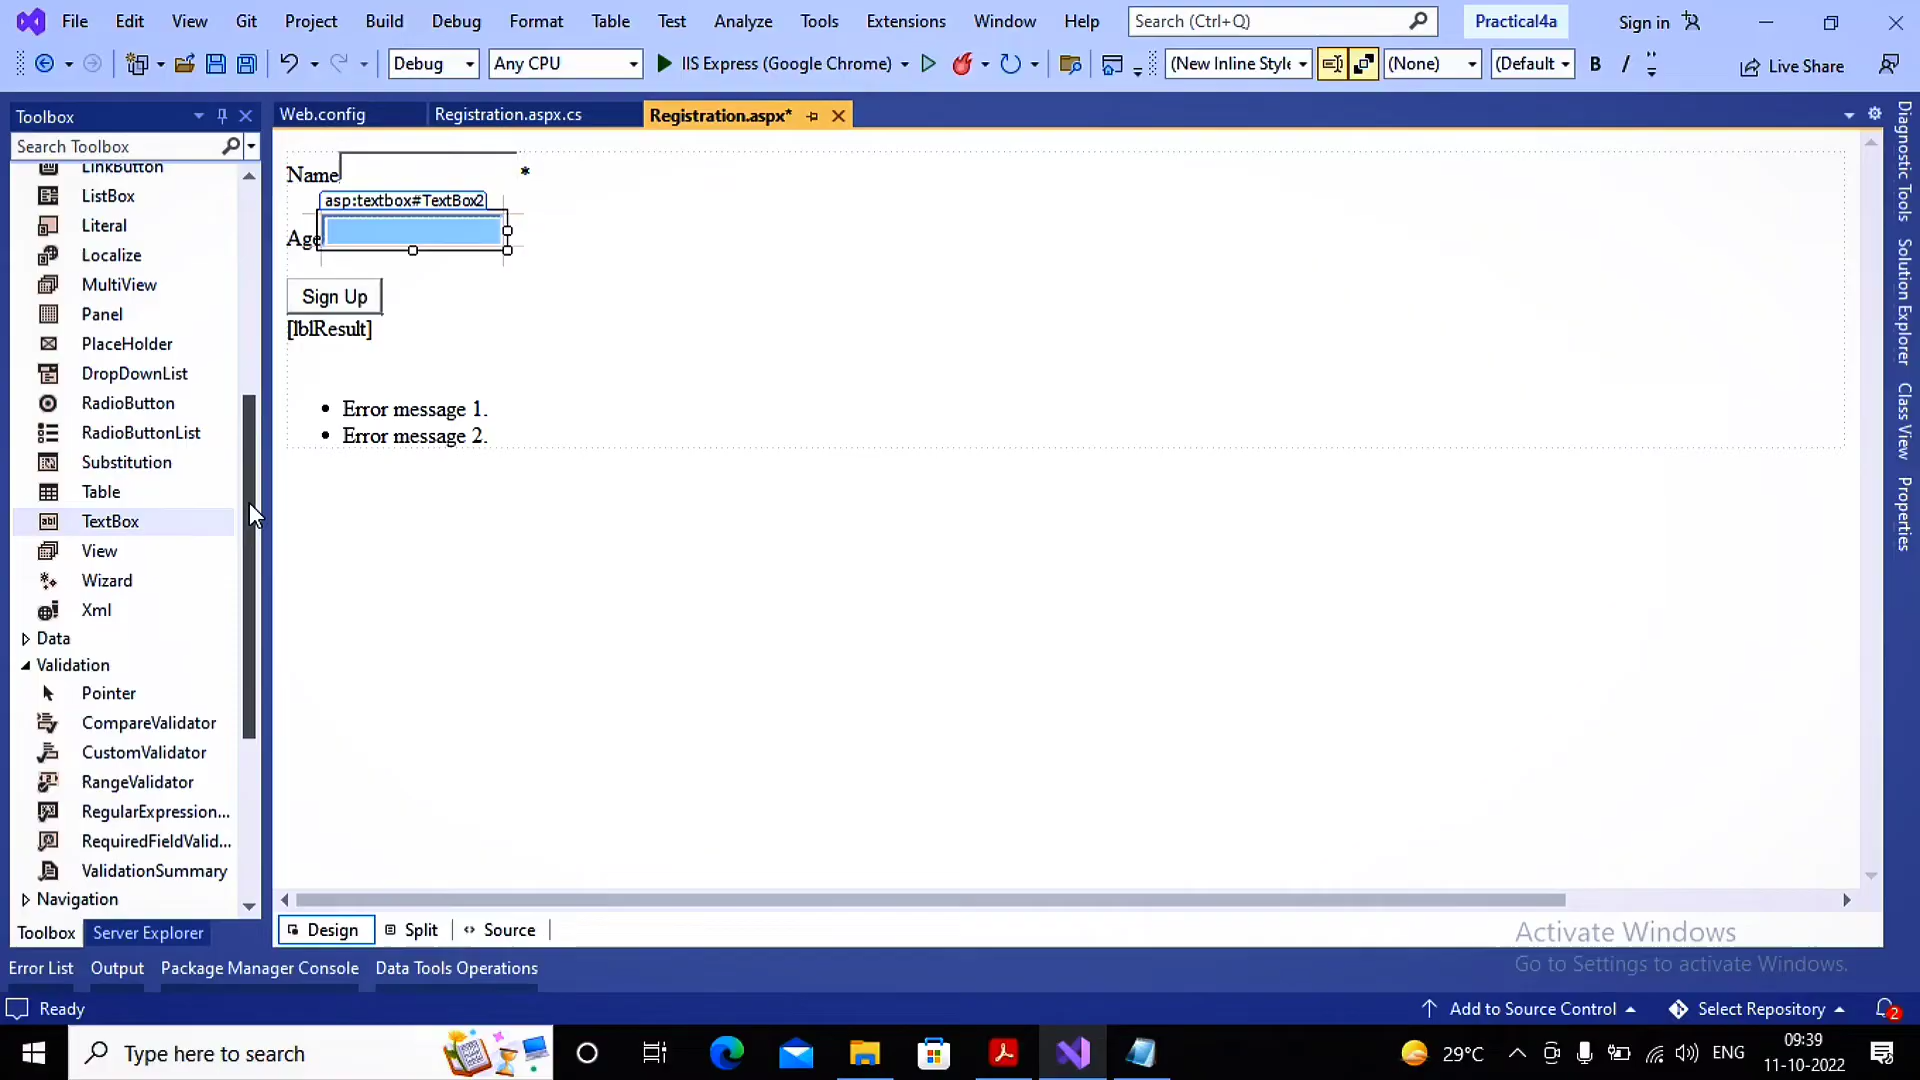 File Edit View Git Project Build Debug Format Table Test Analyze Tools Extensions Window Help Search (Ctrl+Q) Practical4a Sign in
Debug Any CPU IIS Express (Google Chrome) (New Inline Style (None) (Default B I Live Share
Toolbox Web.config Registration.aspx.cs Registration.aspx*
Search Toolbox
LinkButton
ListBox
Literal
Localize
MultiView
Panel
PlaceHolder
DropDownList
RadioButton
RadioButtonList
Substitution
Table
TextBox
View
Wizard
Xml
Data
Validation
Pointer
CompareValidator
CustomValidator
RangeValidator
RegularExpression...
RequiredFieldValid...
ValidationSummary
Navigation
Toolbox Server Explorer
Name *
asp:textbox#TextBox2
Age
Sign Up
[lblResult]
• Error message 1.
• Error message 2.
Design Split Source
Diagnostic Tools
Solution Explorer
Class View
Properties
Activate Windows
Go to Settings to activate Windows.
Error List Output Package Manager Console Data Tools Operations
Ready Add to Source Control Select Repository 2
Type here to search 29°C ENG 09:39
11-10-2022